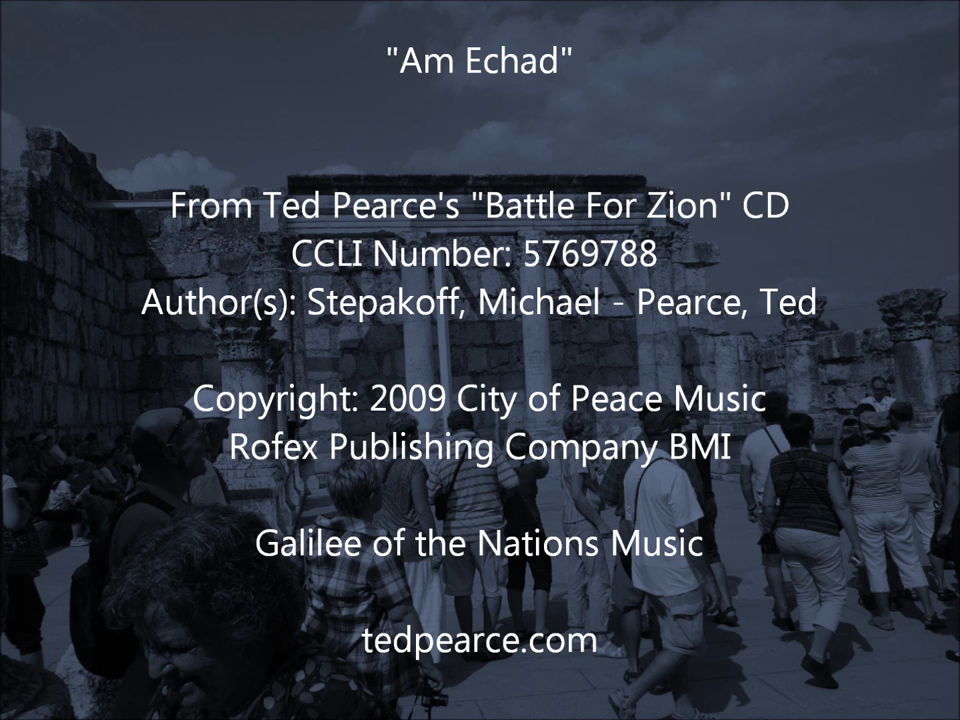 "Am Echad"
From Ted Pearce's "Battle For Zion" CD
CCLI Number: 5769788
Author(s): Stepakoff, Michael - Pearce, Ted
Copyright: 2009 City of Peace Music
Rofex Publishing Company BMI
Galilee of the Nations Music
tedpearce.com